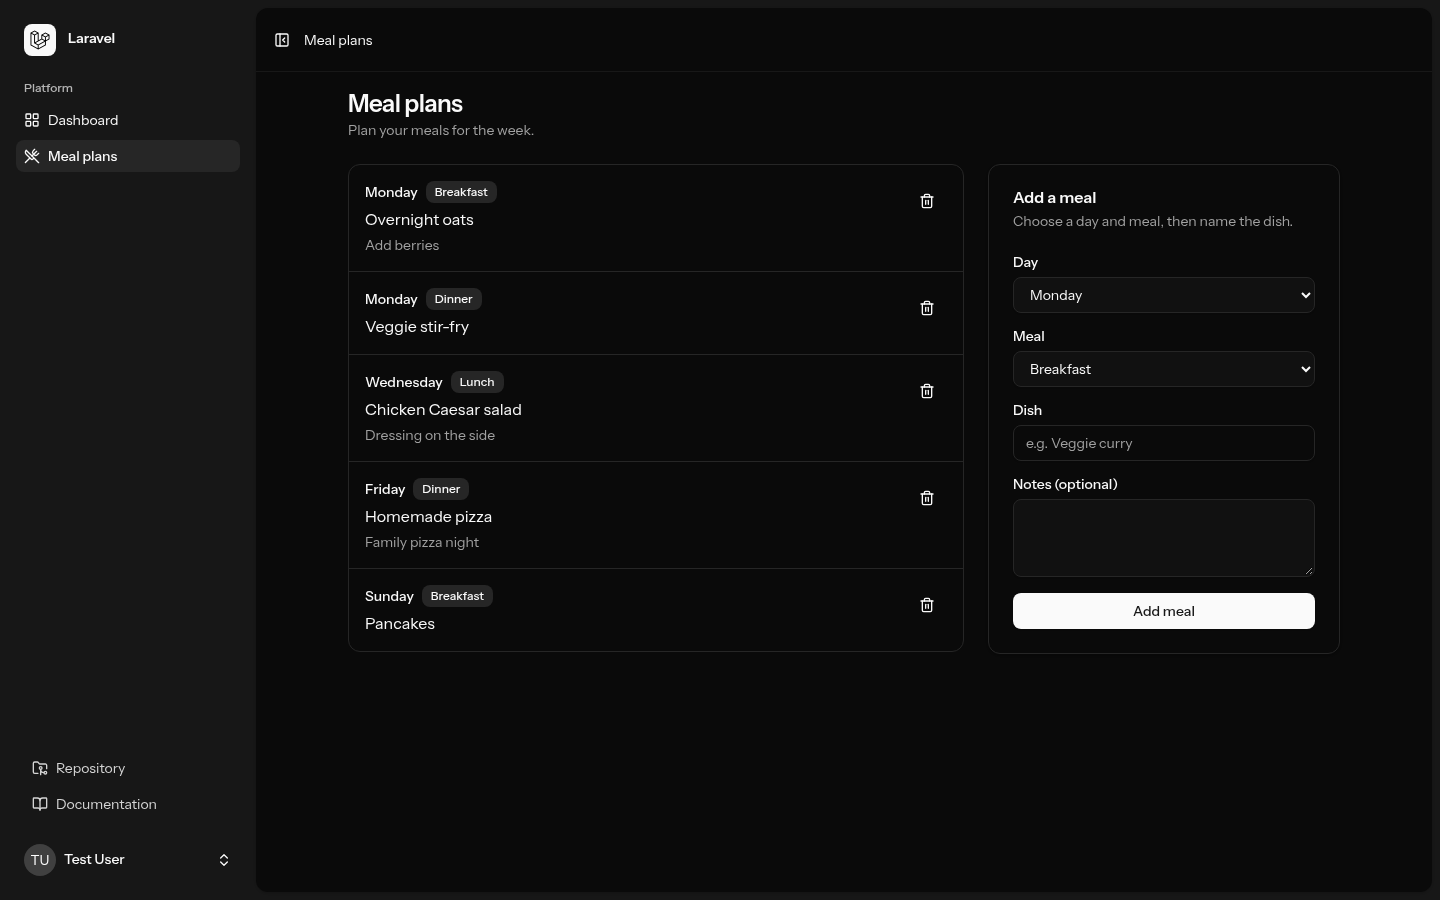 Laravel
Platform
Dashboard
Meal plans
Repository
Documentation
TU
Test User
Meal plans
Meal plans
Plan your meals for the week.
Monday Breakfast
Overnight oats
Add berries
Monday Dinner
Veggie stir-fry
Wednesday Lunch
Chicken Caesar salad
Dressing on the side
Friday Dinner
Homemade pizza
Family pizza night
Sunday Breakfast
Pancakes
Add a meal
Choose a day and meal, then name the dish.
Day
Monday
Meal
Breakfast
Dish
e.g. Veggie curry
Notes (optional)
Add meal